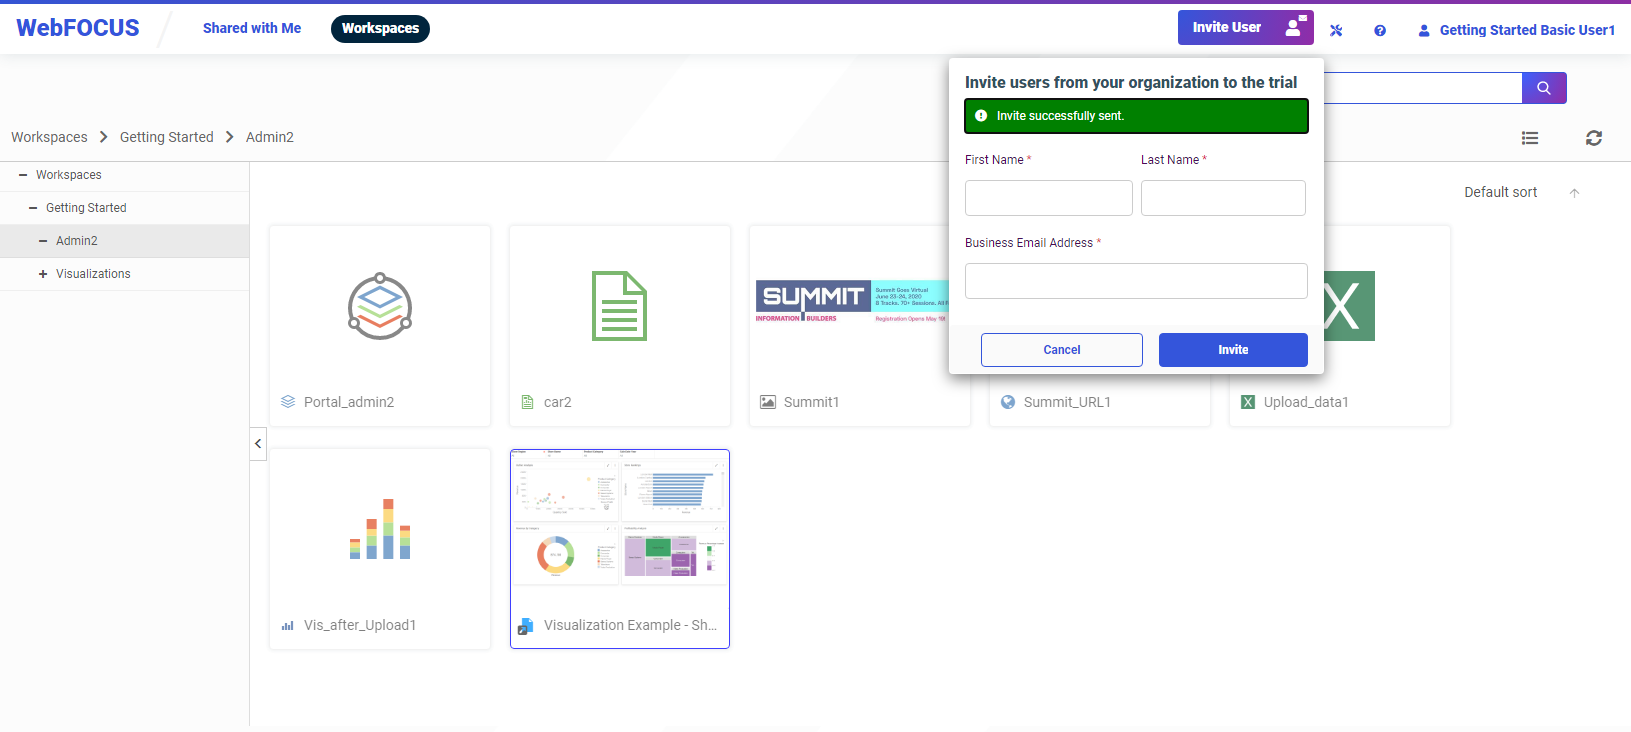 WebFOCUS
Shared with Me
Workspaces
Invite User
Getting Started Basic User1
Invite users from your organization to the trial
Invite successfully sent.
First Name *
Last Name *
Business Email Address *
Cancel
Invite
Workspaces > Getting Started > Admin2
Workspaces
Getting Started
Admin2
Visualizations
Default sort
SUMMIT
INFORMATION BUILDERS
Summit Goes Virtual
June 23-24, 2020
8 Tracks. 70+ Sessions. All F
Registration Opens May
X
Portal_admin2
car2
Summit1
Summit_URL1
Upload_data1
Vis_after_Upload1
Visualization Example - Sh...